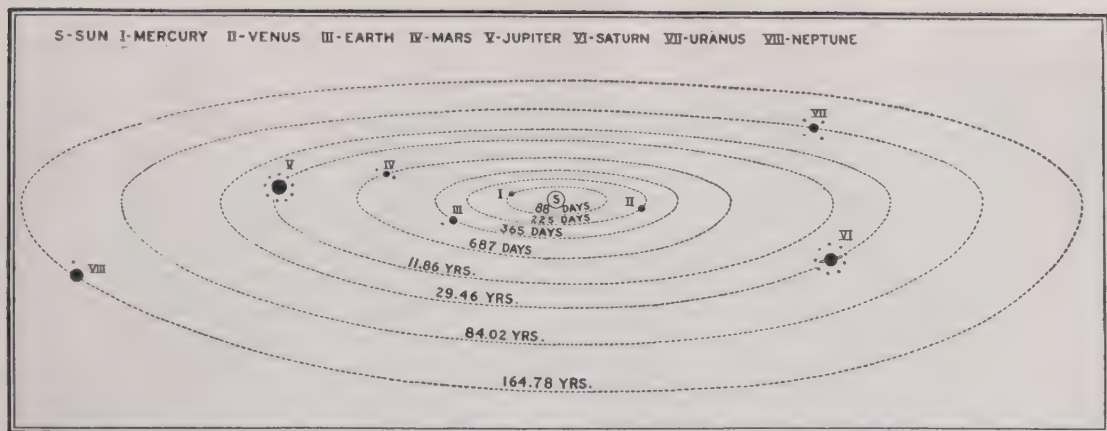 S-SUN I-MERCURY II-VENUS III-EARTH IV-MARS V-JUPITER VI-SATURN VII-URANUS VIII-NEPTUNE
VII
V
IV
I
S
II
88 DAYS
III
225 DAYS
365 DAYS
VI
687 DAYS
11.86 YRS.
VIII
29.46 YRS.
84.02 YRS.
164.78 YRS.